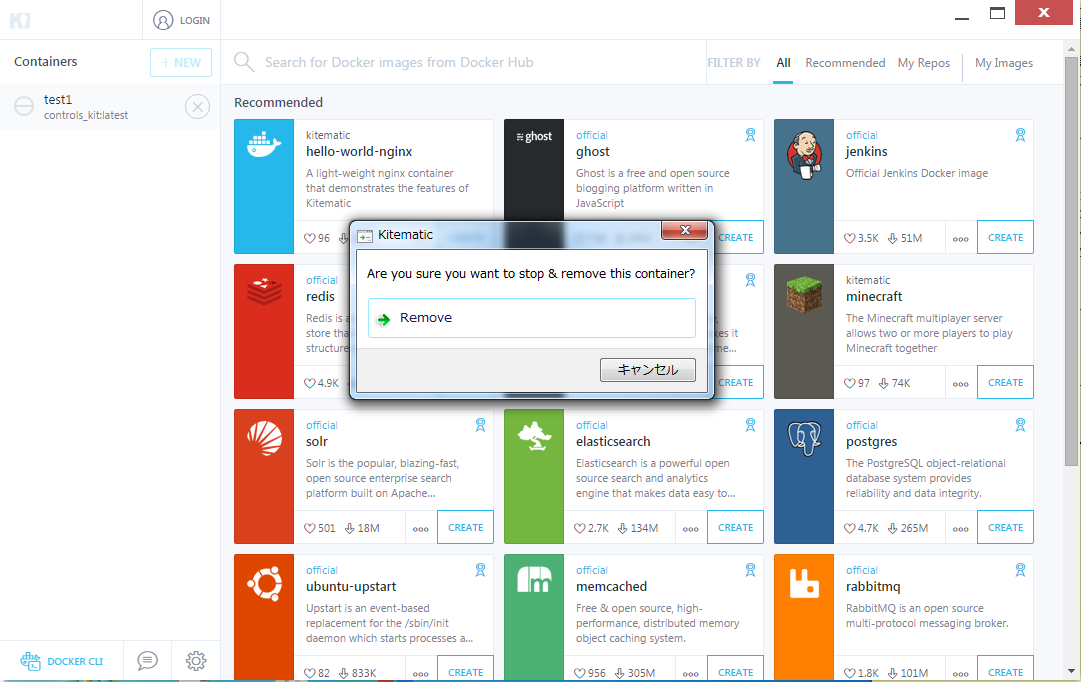 LOGIN
Containers
+ NEW
Search for Docker images from Docker Hub
FILTER BY
All
Recommended
My Repos
My Images
test1
controls_kit:latest
Recommended
kitematic
hello-world-nginx
A light-weight nginx container
that demonstrates the features of
Kitematic
96
ghost
official
ghost
Ghost is a free and open source
blogging platform written in
JavaScript
CREATE
official
jenkins
Official Jenkins Docker image
3.5K
51M
CREATE
Kitematic
Are you sure you want to stop & remove this container?
Remove
キャンセル
official
redis
Redis is
store tha
structure
4.9K
me...
CREATE
kitematic
minecraft
The Minecraft multiplayer server
allows two or more players to play
Minecraft together
97
74K
CREATE
official
solr
Solr is the popular, blazing-fast,
open source enterprise search
platform built on Apache...
501
18M
CREATE
official
elasticsearch
Elasticsearch is a powerful open
source search and analytics
engine that makes data easy to...
2.7K
134M
CREATE
official
postgres
The PostgreSQL object-relational
database system provides
reliability and data integrity.
4.7K
265M
CREATE
official
ubuntu-upstart
Upstart is an event-based
replacement for the /sbin/init
daemon which starts processes a...
82
833K
CREATE
official
memcached
Free & open source, high-
performance, distributed memory
object caching system.
956
305M
CREATE
official
rabbitmq
RabbitMQ is an open source
multi-protocol messaging broker.
1.8K
101M
CREATE
DOCKER CLI